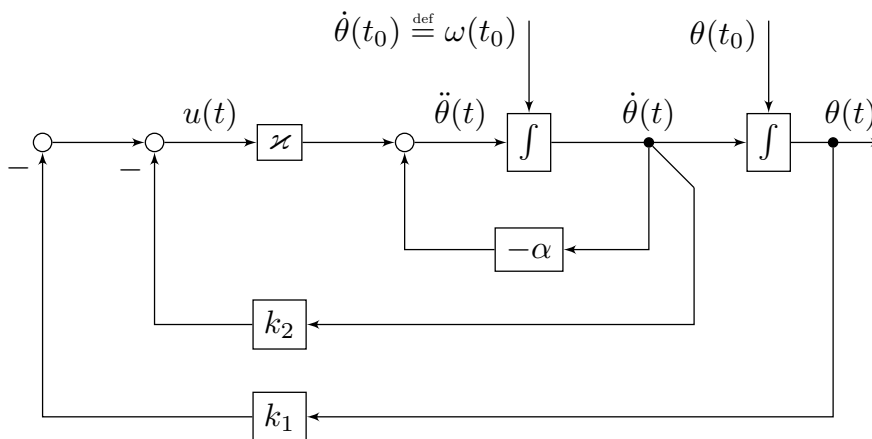 θ̇(t₀) ≝ ω(t₀)
θ(t₀)
u(t)
ϰ
θ̈(t)
∫
θ̇(t)
∫
θ(t)
−
−
−α
k₂
k₁